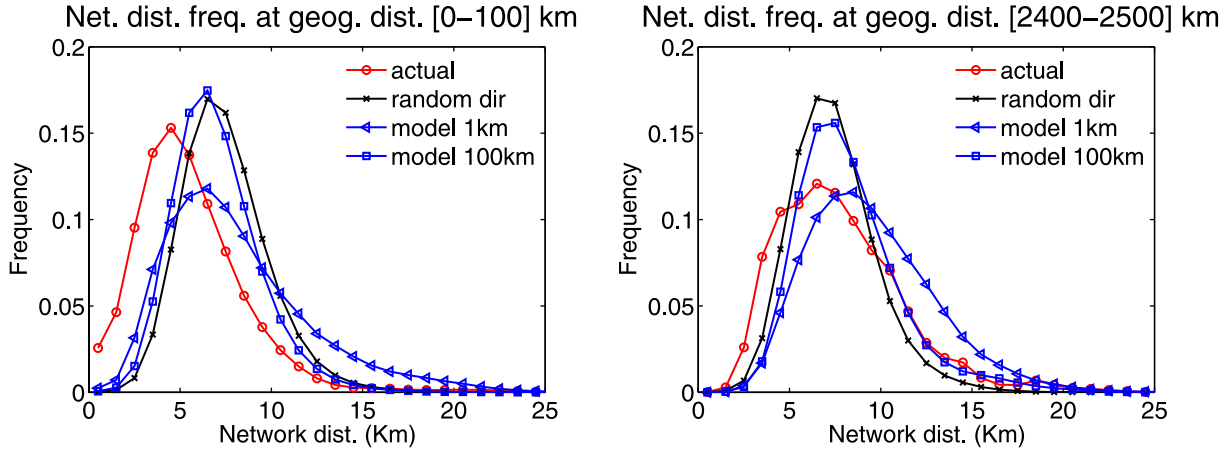 Net. dist. freq. at geog. dist. [0−100] km
0.2
0.15
0.1
0.05
0
Frequency
actual
random dir
model 1km
model 100km
0 5 10 15 20 25
Network dist. (Km)
Net. dist. freq. at geog. dist. [2400−2500] km
0.2
0.15
0.1
0.05
0
Frequency
actual
random dir
model 1km
model 100km
0 5 10 15 20 25
Network dist. (Km)